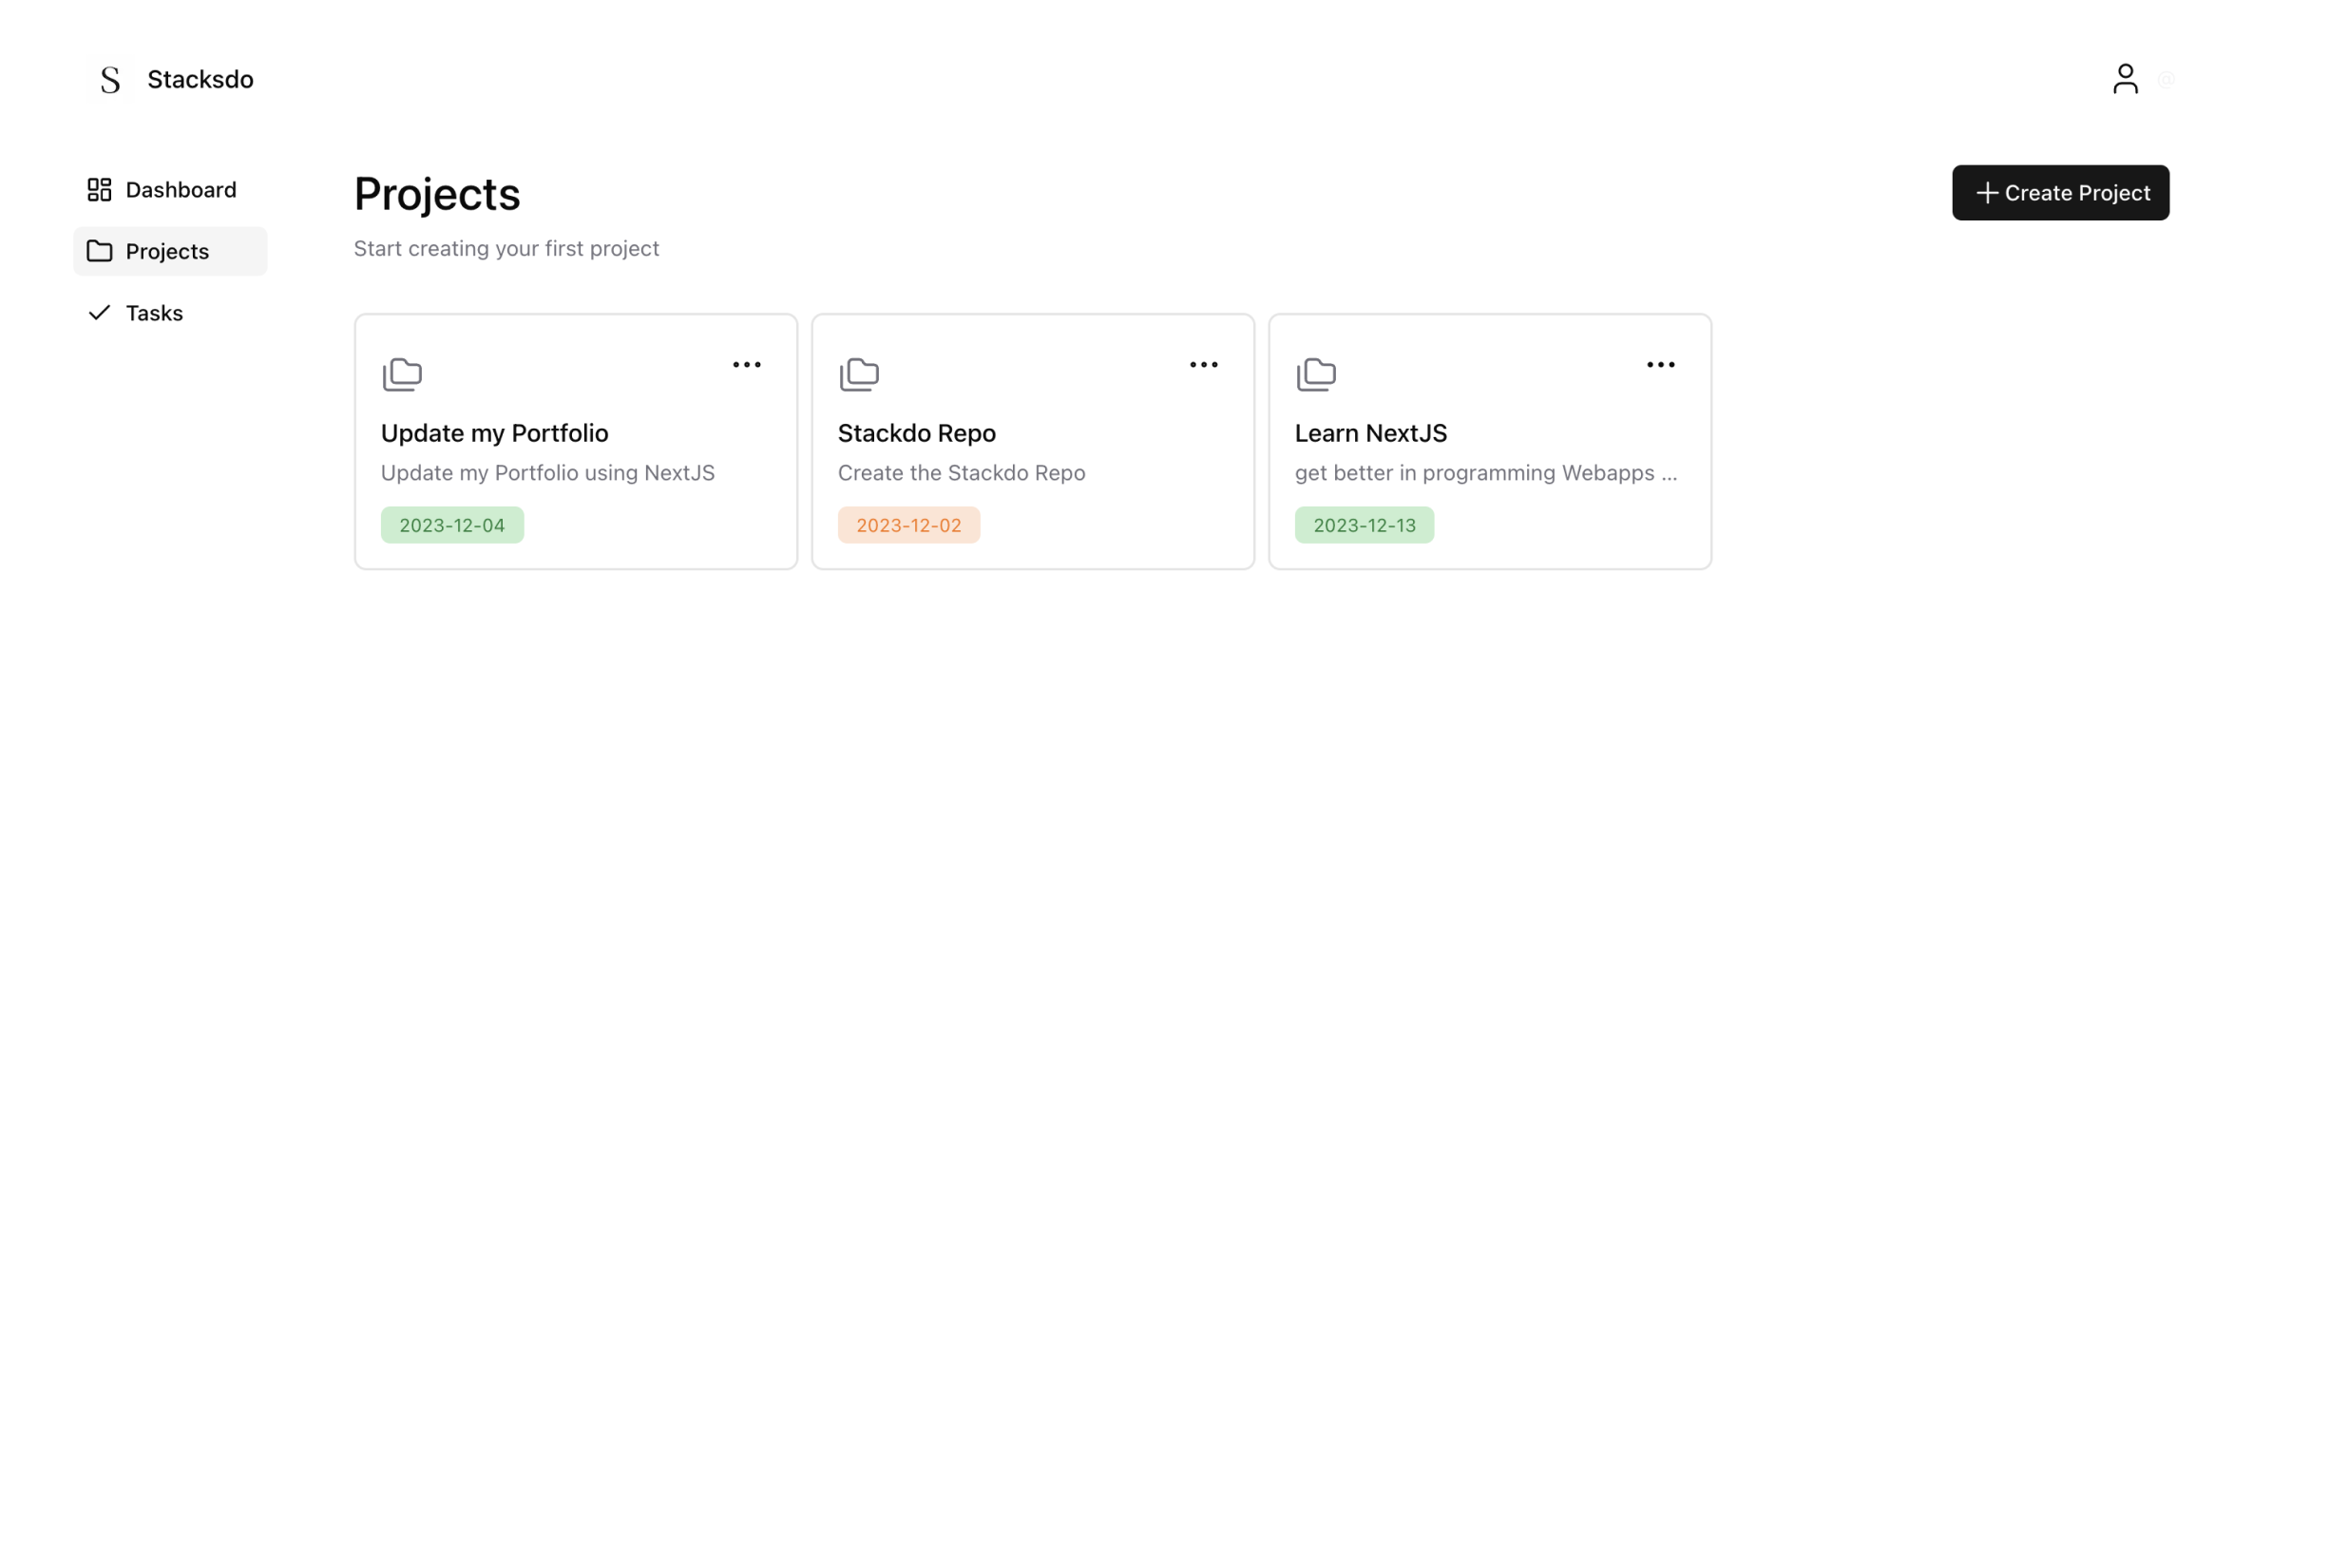 S Stacksdo
Dashboard
Projects
Tasks
Projects
Create Project
Start creating your first project
Update my Portfolio
Update my Portfolio using NextJS
2023-12-04
Stackdo Repo
Create the Stackdo Repo
2023-12-02
Learn NextJS
get better in programming Webapps ...
2023-12-13